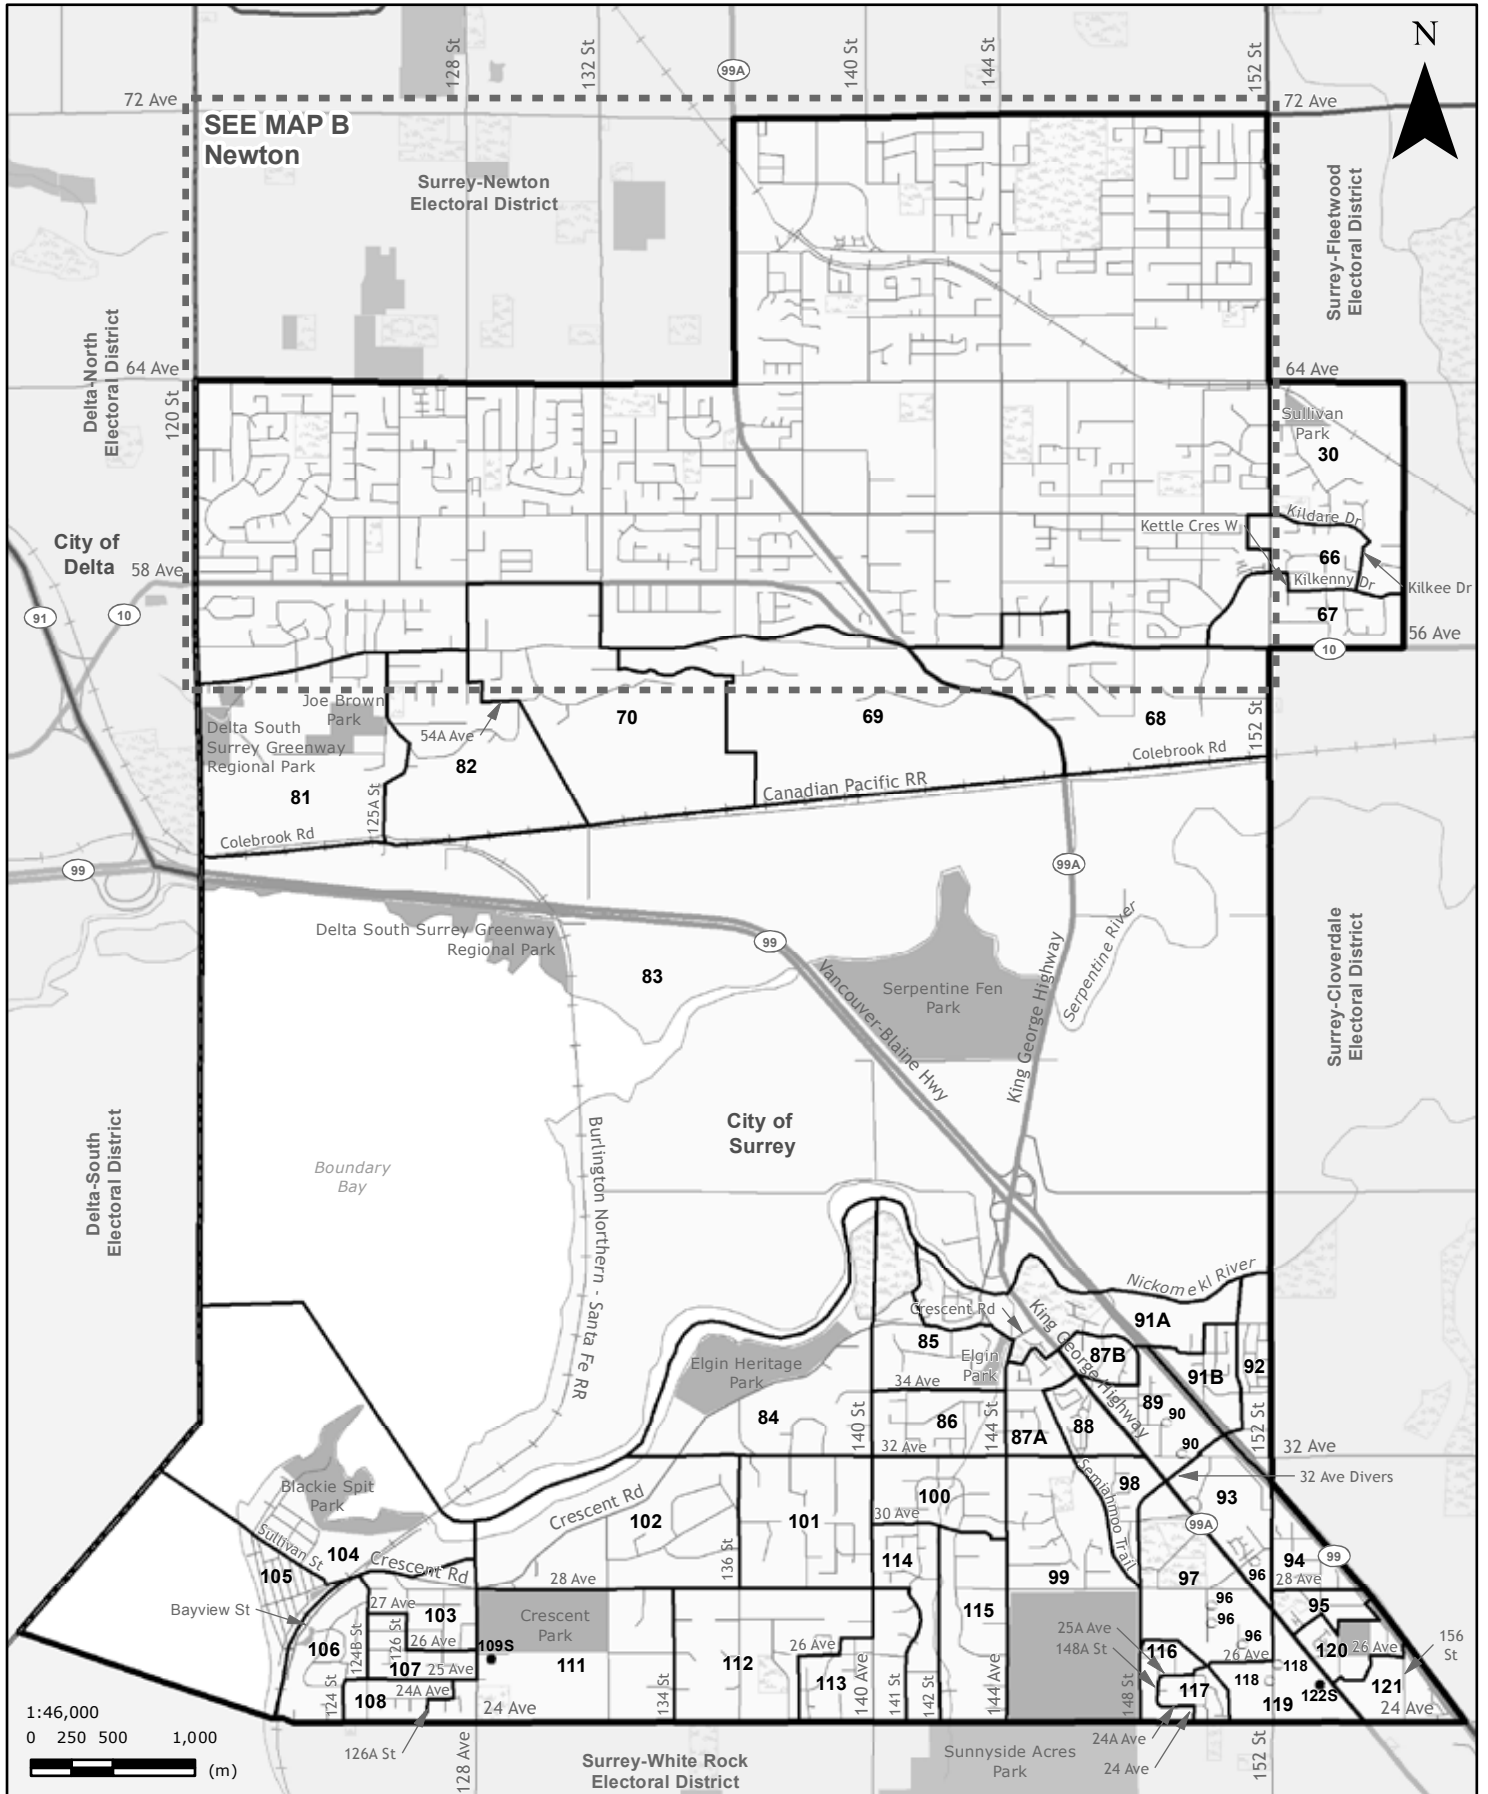 N
128 St
132 St
99A
140 St
144 St
152 St
72 Ave
72 Ave
SEE MAP B
Newton
Surrey-Newton
Electoral District
Surrey-Fleetwood
Electoral District
Delta-North
Electoral District
64 Ave
64 Ave
120 St
Sullivan
Park
30
Kildare Dr
Kettle Cres W
66
Kilkenny Dr
Kilkee Dr
67
City of
Delta
58 Ave
91
10
56 Ave
10
Joe Brown
Park
Delta South
Surrey Greenway
Regional Park
54A Ave
70
69
68
152 St
82
81
125A St
Colebrook Rd
Colebrook Rd
Canadian Pacific RR
99
99A
Delta South Surrey Greenway
Regional Park
99
83
Vancouver-Blaine Hwy
Serpentine Fen
Park
King George Highway
Serpentine River
Surrey-Cloverdale
Electoral District
City of
Surrey
Delta-South
Electoral District
Boundary
Bay
Burlington Northern - Santa Fe RR
Nickomekl River
Crescent Rd
King George Highway
91A
85
Elgin
Park
87B
91B
92
Elgin Heritage
Park
34 Ave
84
140 St
86
144 St
87A
88
89
90
90
152 St
32 Ave
32 Ave
32 Ave Divers
Blackie Spit
Park
Crescent Rd
102
136 St
101
100
30 Ave
Semiahmoo Trail
98
93
99A
99
Sullivan St
104
Crescent Rd
105
28 Ave
114
99
97
96
94
28 Ave
Bayview St
27 Ave
103
126 St
26 Ave
106
124B St
107
25 Ave
109S
Crescent
Park
111
112
26 Ave
113
115
25A Ave
148A St
116
96
96
96
26 Ave
95
120
26 Ave
156
St
124 St
108
24A Ave
24 Ave
134 St
140 Ave
141 St
142 St
144 Ave
148 St
117
118
118
119
122S
121
24 Ave
126A St
128 Ave
24A Ave
24 Ave
152 St
1:46,000
0 250 500 1,000
(m)
Surrey-White Rock
Electoral District
Sunnyside Acres
Park